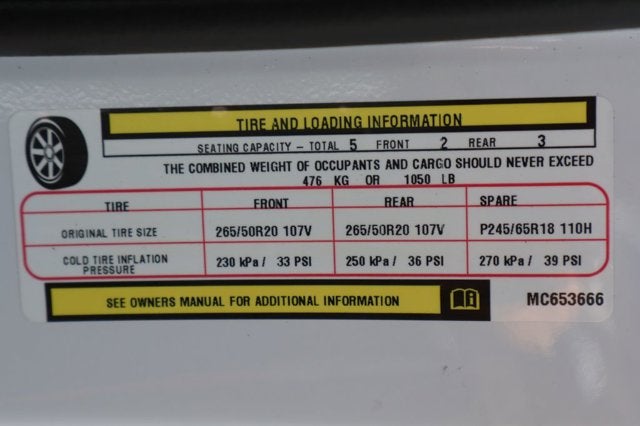 TIRE AND LOADING INFORMATION
SEATING CAPACITY - TOTAL 5 FRONT 2 REAR 3
THE COMBINED WEIGHT OF OCCUPANTS AND CARGO SHOULD NEVER EXCEED
476 KG OR 1050 LB
TIRE FRONT REAR SPARE
ORIGINAL TIRE SIZE 265/50R20 107V 265/50R20 107V P245/65R18 110H
COLD TIRE INFLATION PRESSURE 230 kPa / 33 PSI 250 kPa / 36 PSI 270 kPa / 39 PSI
SEE OWNERS MANUAL FOR ADDITIONAL INFORMATION MC653666